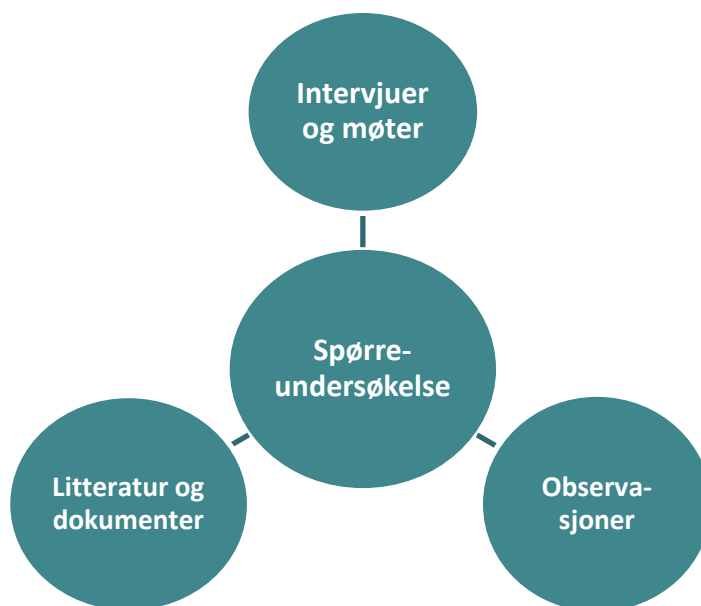 Intervjuer
og møter
Spørre-
undersøkelse
Litteratur og
dokumenter
Observa-
sjoner